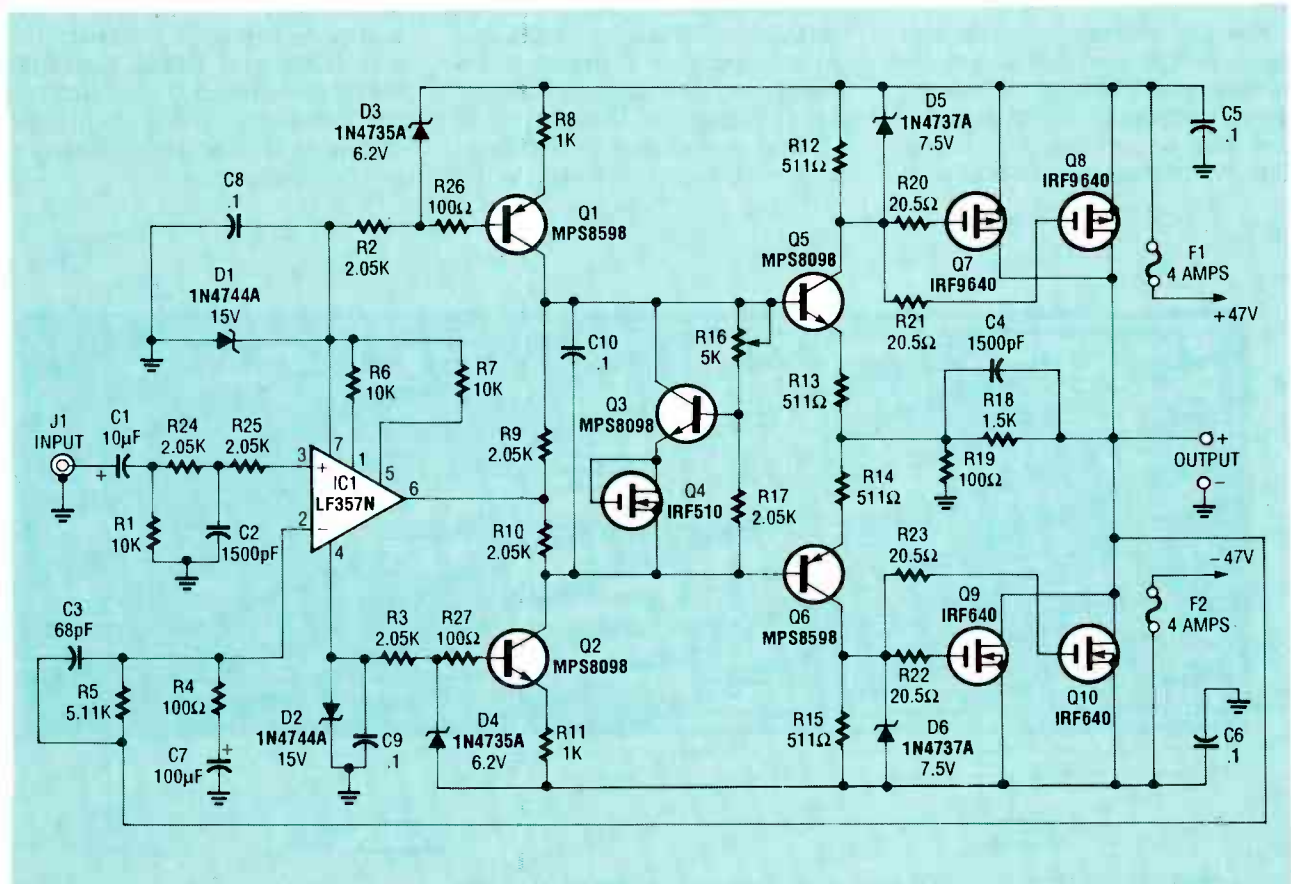 D3
1N4735A
6.2V
R8
1K
D5
1N4737A
7.5V
C5
.1
R12
511Ω
Q8
IRF9640
C8
.1
R26
100Ω
R2
2.05K
Q1
MPS8598
R20
20.5Ω
Q5
MPS8098
Q7
IRF9640
F1
4 AMPS
+47V
D1
1N4744A
15V
R21
20.5Ω
C4
1500pF
R6
10K
R7
10K
C10
.1
R16
5K
R13
511Ω
R18
1.5K
J1
INPUT
C1
10µF
+
R24
2.05K
R25
2.05K
Q3
MPS8098
R9
2.05K
7
1
5
3
+
IC1
LF357N
6
2
−
4
+
OUTPUT
−
R19
100Ω
R14
511Ω
Q4
IRF510
R17
2.05K
R1
10K
C2
1500pF
R10
2.05K
R23
20.5Ω
−47V
C3
68pF
R3
2.05K
R27
100Ω
Q2
MPS8098
Q6
MPS8598
Q9
IRF640
F2
4 AMPS
R5
5.11K
R4
100Ω
R22
20.5Ω
Q10
IRF640
D2
1N4744A
15V
C9
.1
D4
1N4735A
6.2V
R11
1K
R15
511Ω
D6
1N4737A
7.5V
C6
.1
C7
100µF
+